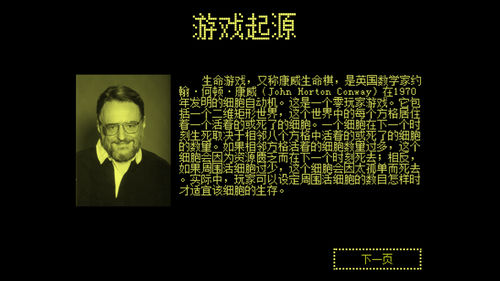 游戏起源
生命游戏，又称康威生命棋，是英国数学家约
翰·何顿·康威（John Horton Conway）在1970
年发明的细胞自动机。这是一个零玩家游戏。它包
括一个二维矩形世界，这个世界中的每个方格居住
着一个活着的或死了的细胞。一个细胞在下一个时
刻生死取决于相邻八个方格中活着的或死了的细胞
的数量。如果相邻方格活着的细胞数量过多，这个
细胞会因为资源匮乏而在下一个时刻死去；相反，
如果周围活细胞过少，这个细胞会因太孤单而死去
。实际中，玩家可以设定周围活细胞的数目怎样时
才适宜该细胞的生存。
下一页